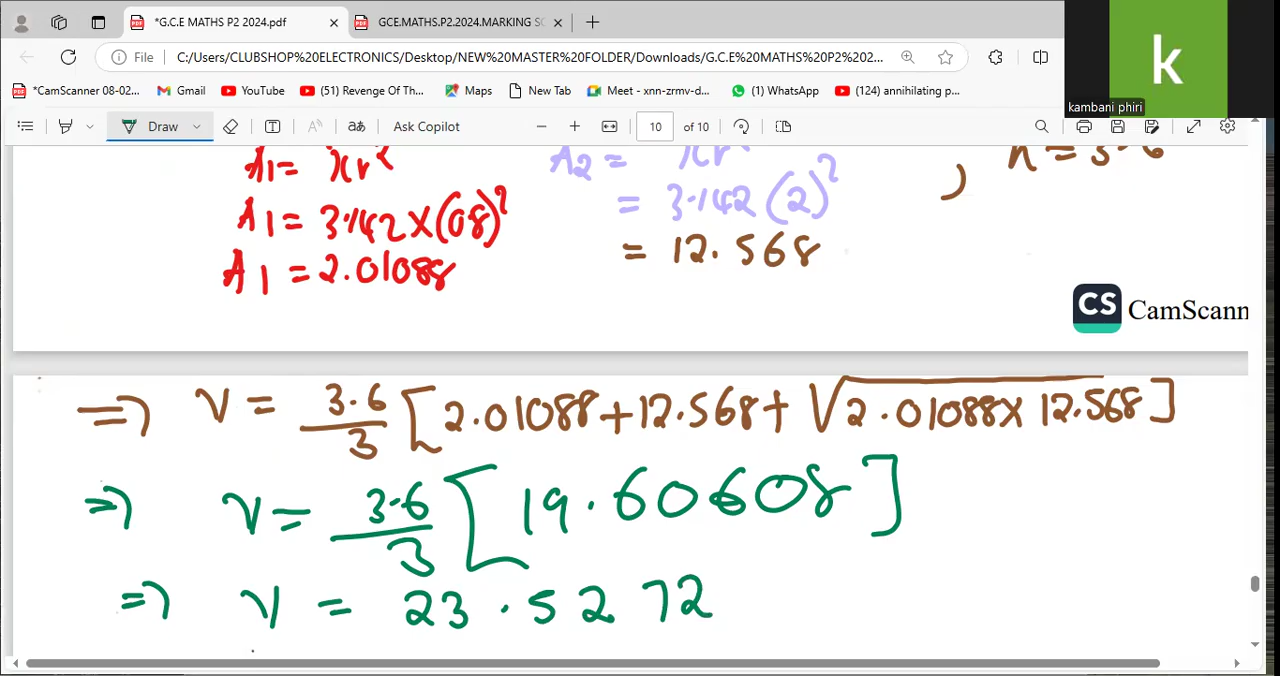 *G.C.E MATHS P2 2024.pdf
GCE.MATHS.P2.2024.MARKING SC
File C:/Users/CLUBSHOP%20ELECTRONICS/Desktop/NEW%20MASTER%20FOLDER/Downloads/G.C.E%20MATHS%20P2%202...
*CamScanner 08-02... Gmail YouTube (51) Revenge Of Th... Maps New Tab Meet - xnn-zrmv-d... (1) WhatsApp (124) annihilating p...
k
kambani phiri
Draw Ask Copilot 10 of 10
A1= πr²
A2 = πr²
, h = 3.6
A1 = 3.142 × (0.8)²
= 3.142 (2)²
A1 = 2.01088
= 12.568
CS CamScann
=> V = 3.6/3 [2.01088+12.568+ √2.01088×12.568]
=> V = 3.6/3 [19.60608]
=> V = 23.5272